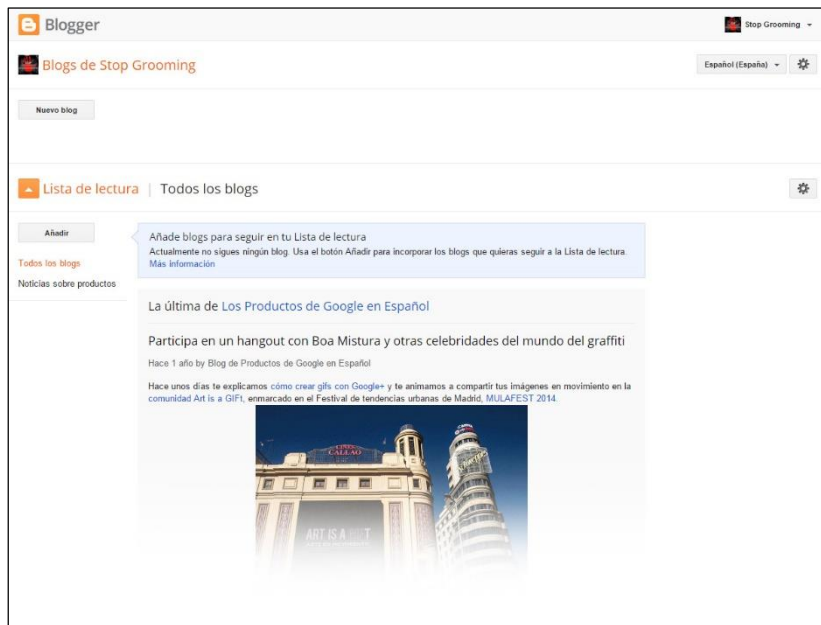 Blogger
Stop Grooming
Blogs de Stop Grooming
Español (España)
Nuevo blog
Lista de lectura | Todos los blogs
Añadir
Todos los blogs
Noticias sobre productos
Añade blogs para seguir en tu Lista de lectura
Actualmente no sigues ningún blog. Usa el botón Añadir para incorporar los blogs que quieras seguir a la Lista de lectura.
Más información
La última de Los Productos de Google en Español
Participa en un hangout con Boa Mistura y otras celebridades del mundo del graffiti
Hace 1 año by Blog de Productos de Google en Español
Hace unos días te explicamos cómo crear gifs con Google+ y te animamos a compartir tus imágenes en movimiento en la
comunidad Art is a GIFt, enmarcado en el Festival de tendencias urbanas de Madrid, MULAFEST 2014.
CALLAO
ART IS A